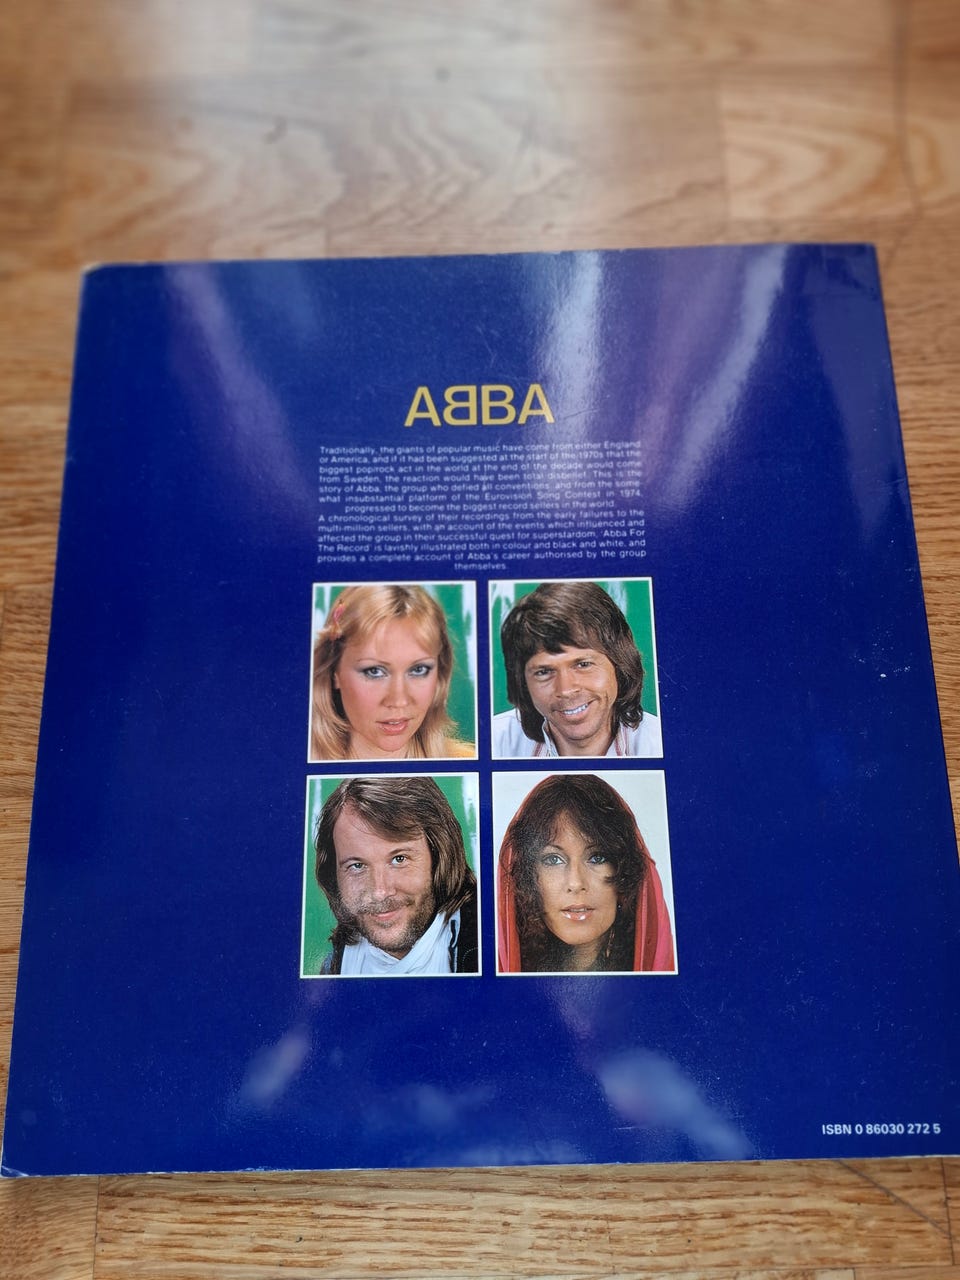 ABBA
Traditionally, the giants of popular music have come from either England
or America, and if it had been suggested at the start of the 1970s that the
biggest pop/rock act in the world at the end of the decade would come
from Sweden, the reaction would have been total disbelief. This is the
story of Abba, the group who defied all conventions, and from the some-
what insubstantial platform of the Eurovision Song Contest in 1974,
progressed to become the biggest record sellers in the world.
A chronological survey of their recordings from the early failures to the
multi-million sellers, with an account of the events which influenced and
affected the group in their successful quest for superstardom, 'Abba For
The Record' is lavishly illustrated both in colour and black and white, and
provides a complete account of Abba's career authorised by the group
themselves.
ISBN 0 86030 272 5